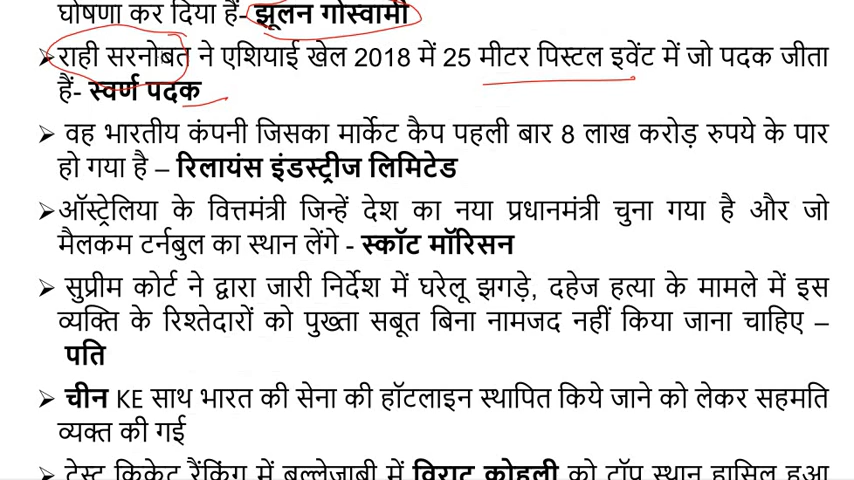 घोषणा कर दिया हैं- झूलन गोस्वामी
➢ राही सरनोबत ने एशियाई खेल 2018 में 25 मीटर पिस्टल इवेंट में जो पदक जीता
हैं- स्वर्ण पदक
➢ वह भारतीय कंपनी जिसका मार्केट कैप पहली बार 8 लाख करोड़ रुपये के पार
हो गया है – रिलायंस इंडस्ट्रीज लिमिटेड
➢ ऑस्ट्रेलिया के वित्तमंत्री जिन्हें देश का नया प्रधानमंत्री चुना गया है और जो
मैलकम टर्नबुल का स्थान लेंगे - स्कॉट मॉरिसन
➢ सुप्रीम कोर्ट ने द्वारा जारी निर्देश में घरेलू झगड़े, दहेज हत्या के मामले में इस
व्यक्ति के रिश्तेदारों को पुख्ता सबूत बिना नामजद नहीं किया जाना चाहिए –
पति
➢ चीन KE साथ भारत की सेना की हॉटलाइन स्थापित किये जाने को लेकर सहमति
व्यक्त की गई
➢ टेस्ट क्रिकेट रैंकिंग में बल्लेजाबी में विराट कोहली को टॉप स्थान हासिल हुआ